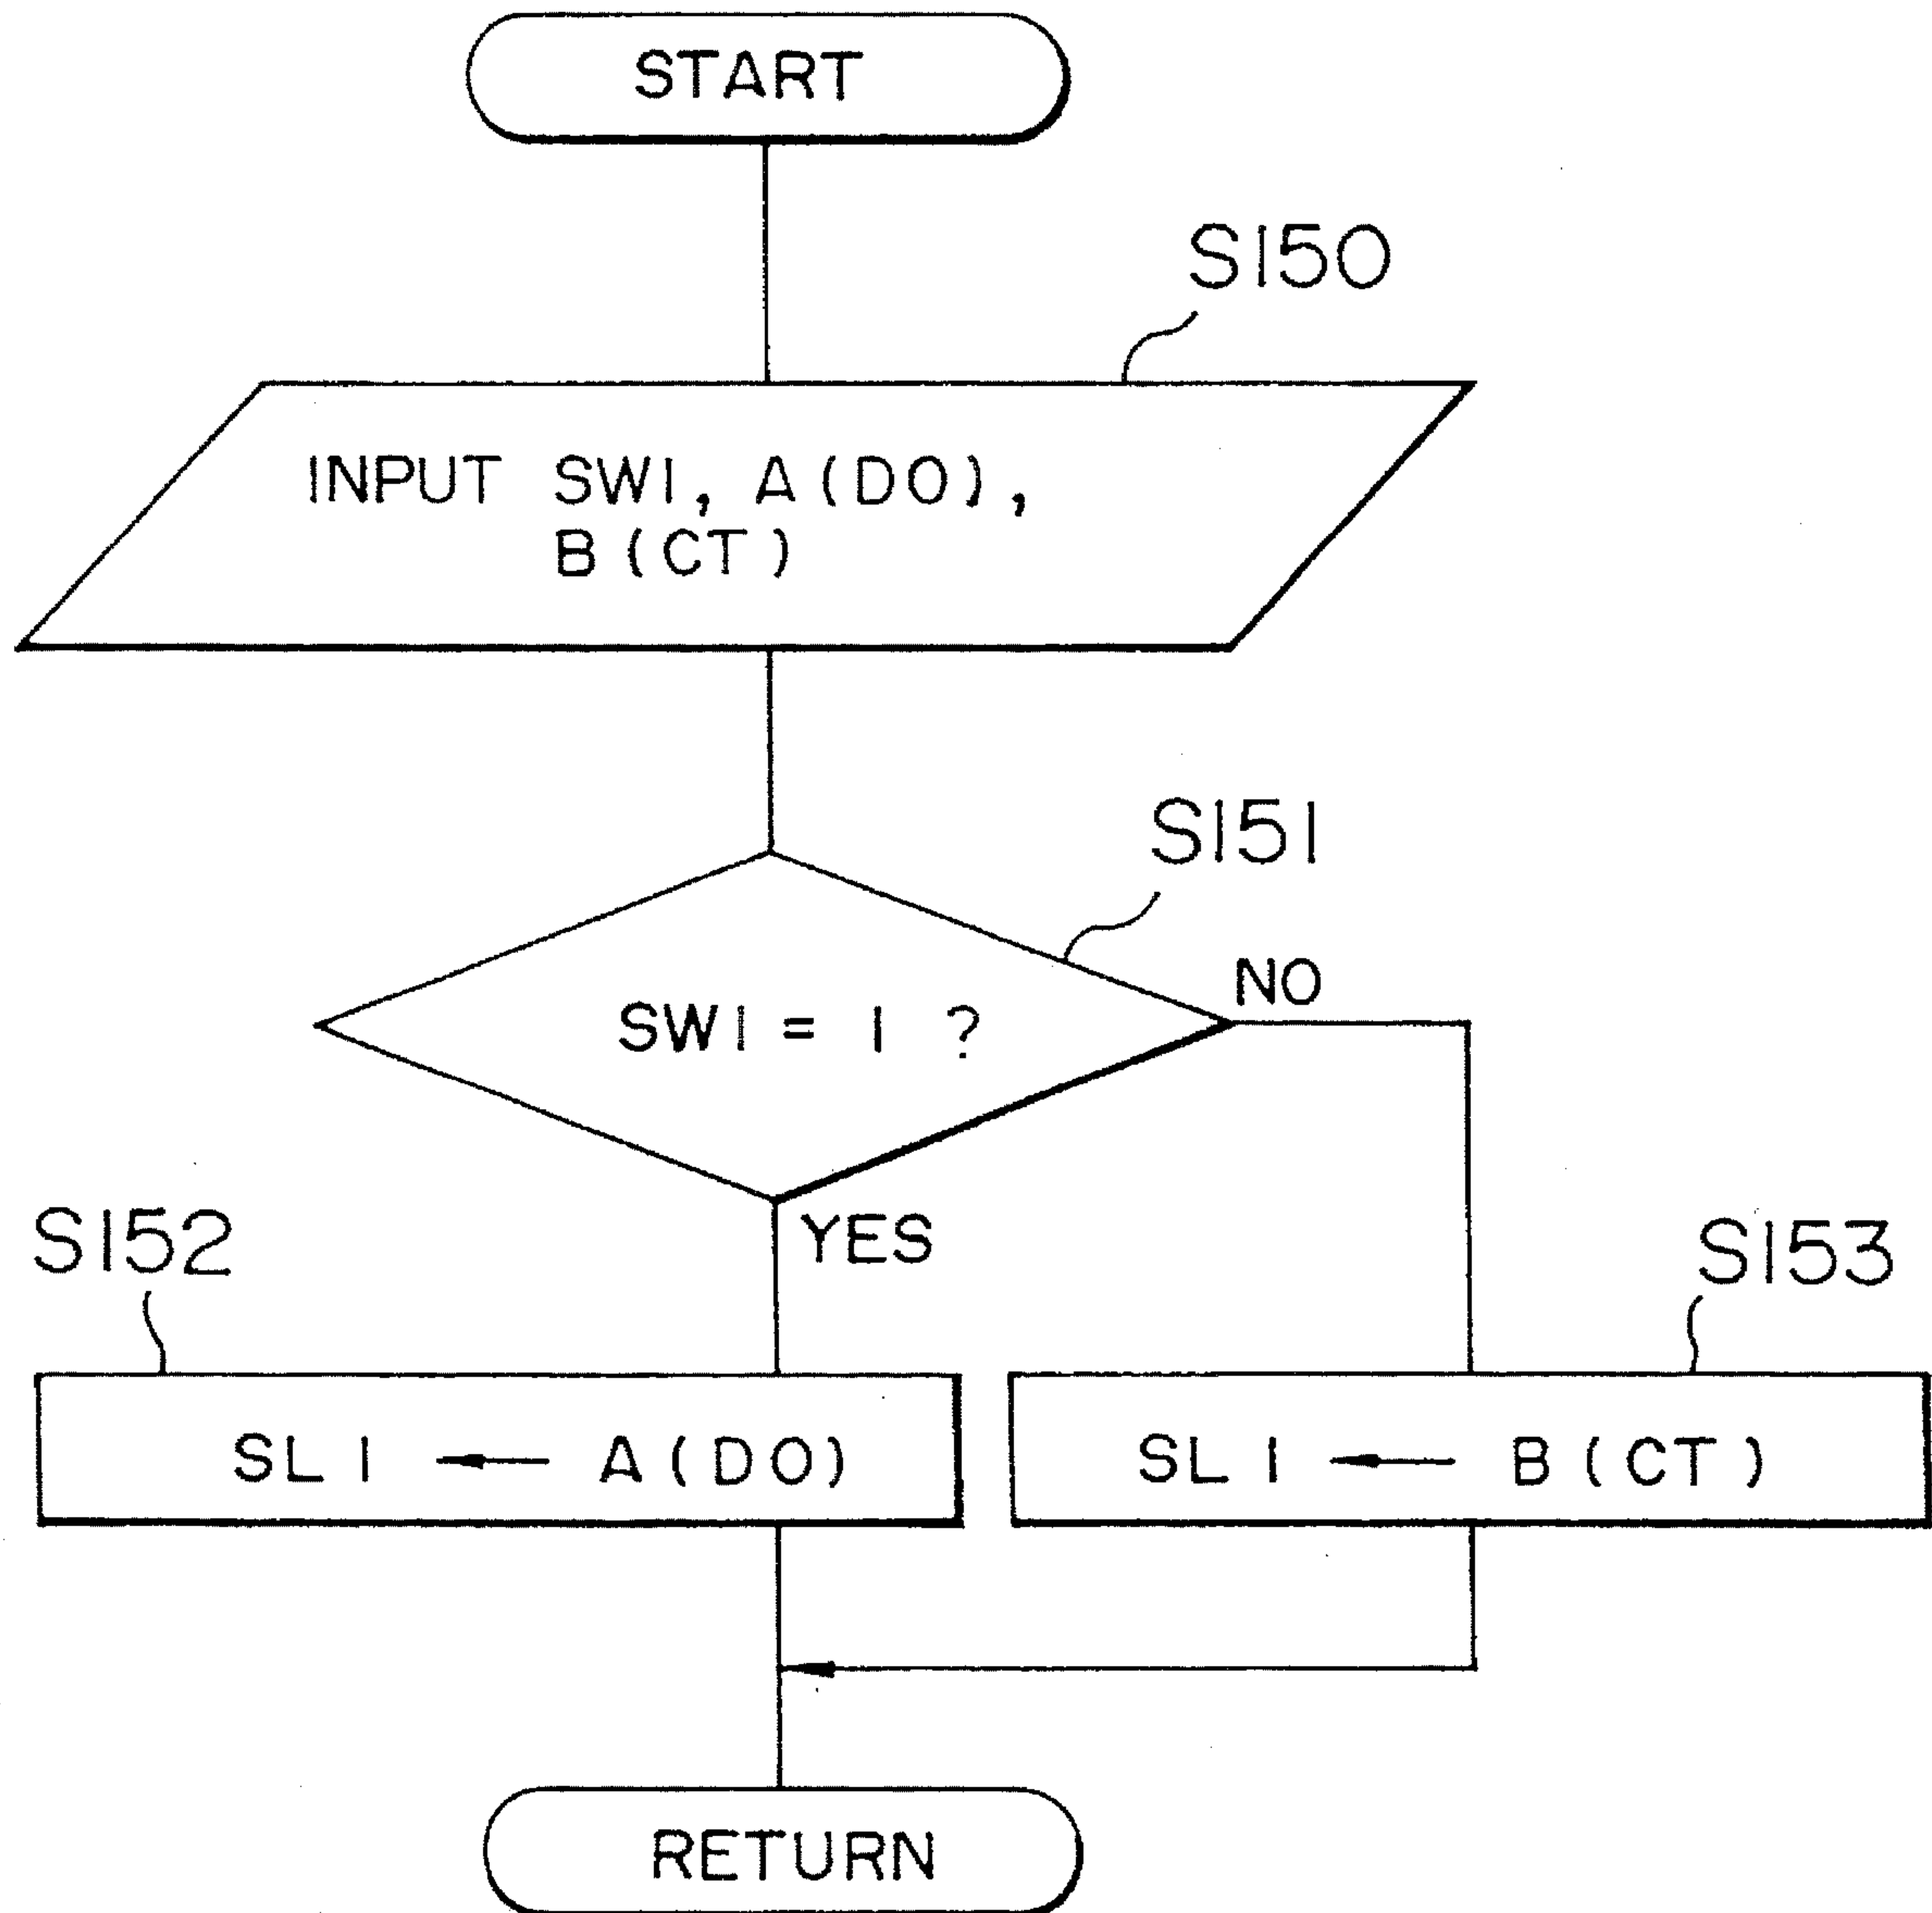 START
S150
INPUT SW1, A(DO),
B(CT)
S151
SW1 = 1 ?
NO
YES
S152
S153
SL1 ← A(DO)
SL1 ← B(CT)
RETURN